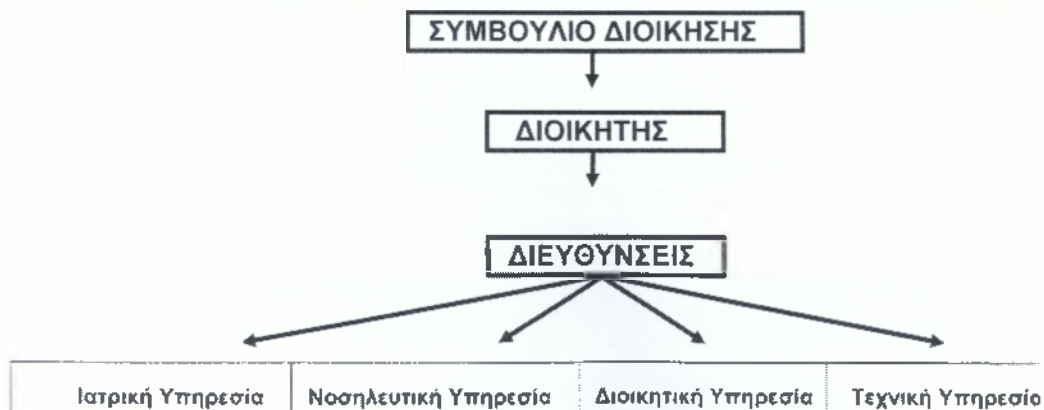 ΣΥΜΒΟΥΛΙΟ ΔΙΟΙΚΗΣΗΣ
ΔΙΟΙΚΗΤΗΣ
ΔΙΕΥΘΥΝΣΕΙΣ
Ιατρική Υπηρεσία Νοσηλευτική Υπηρεσία Διοικητική Υπηρεσία Τεχνική Υπηρεσία